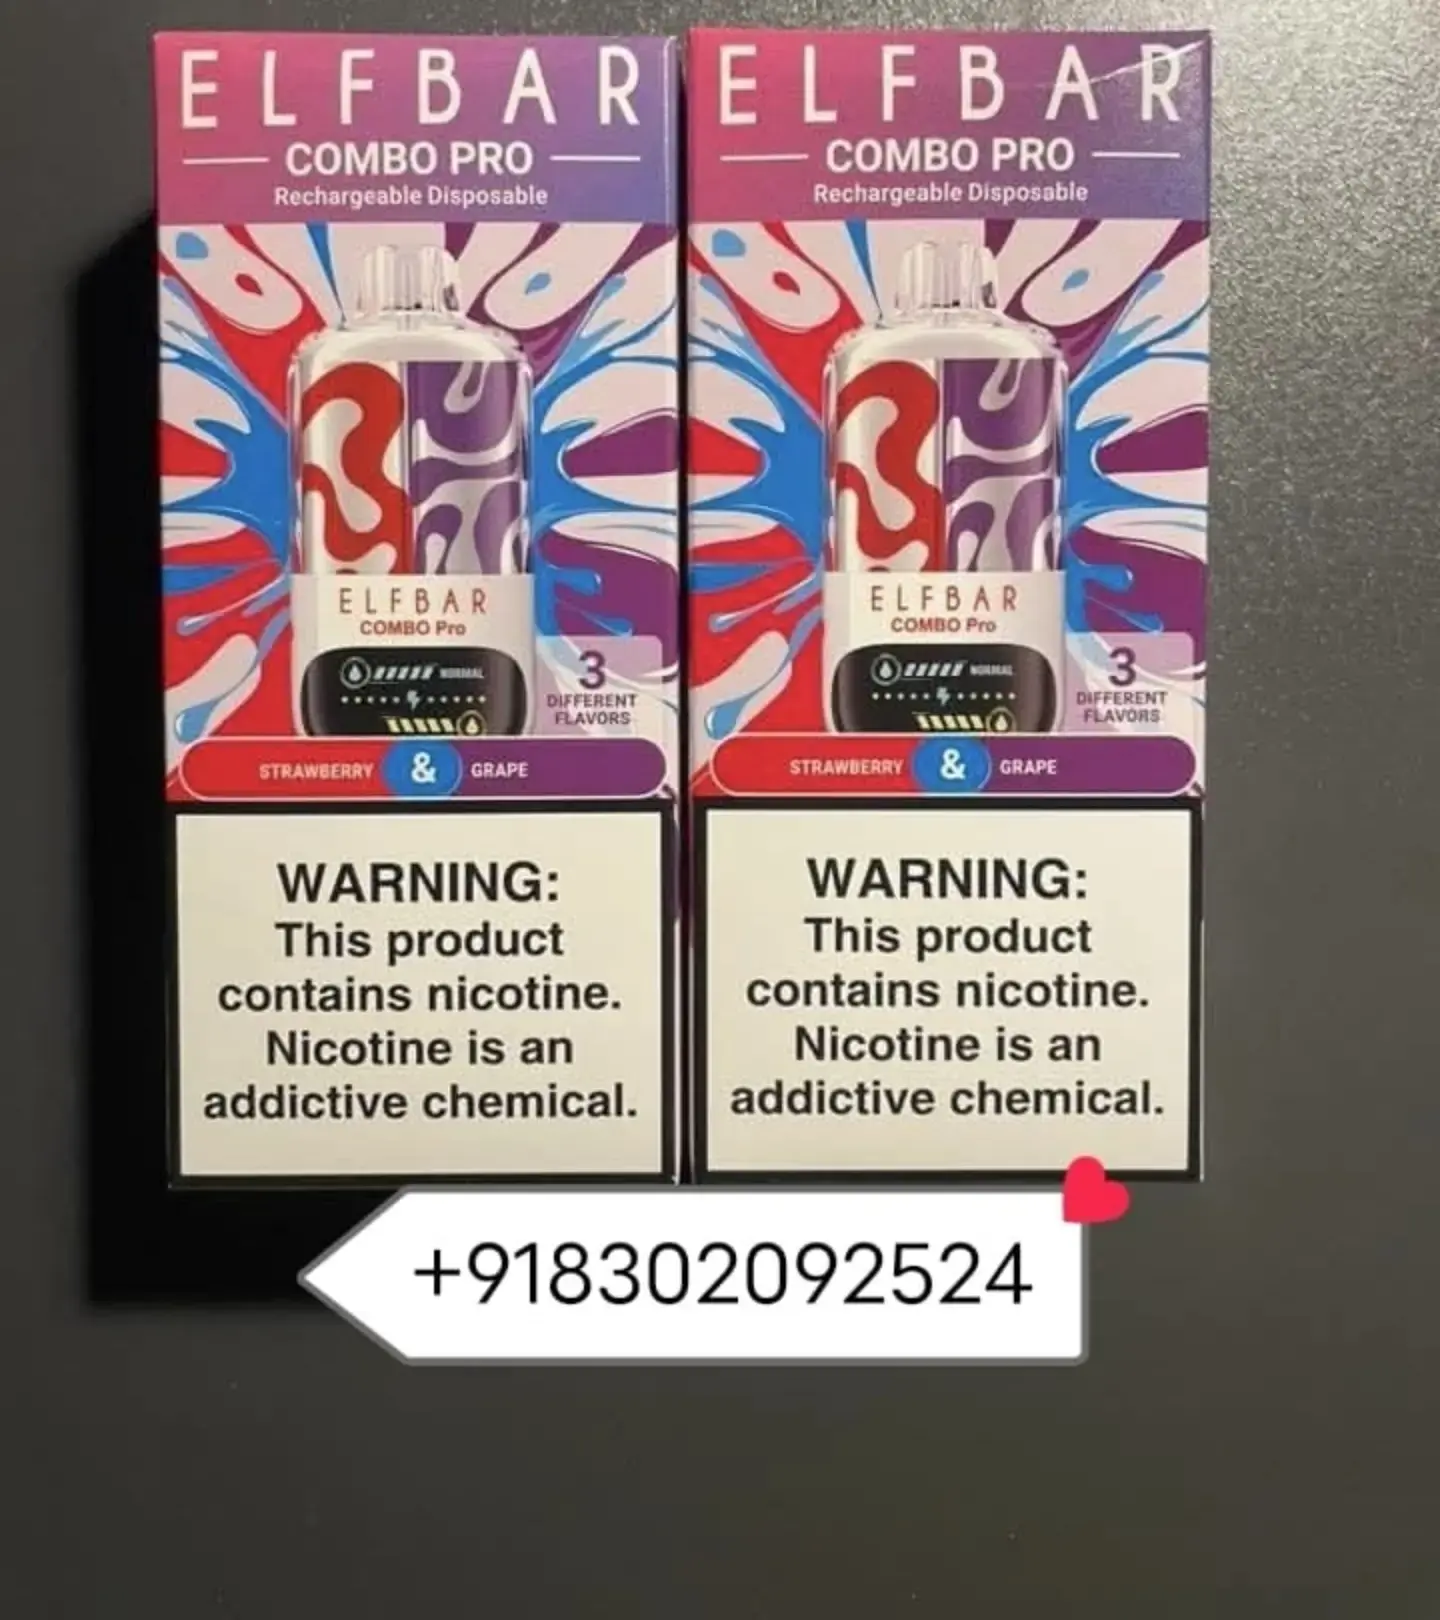 ELFBAR
COMBO PRO
Rechargeable Disposable
ELFBAR
COMBO Pro
NORMAL
3
DIFFERENT
FLAVORS
STRAWBERRY & GRAPE
WARNING:
This product
contains nicotine.
Nicotine is an
addictive chemical.
ELFBAR
COMBO PRO
Rechargeable Disposable
ELFBAR
COMBO Pro
NORMAL
3
DIFFERENT
FLAVORS
STRAWBERRY & GRAPE
WARNING:
This product
contains nicotine.
Nicotine is an
addictive chemical.
+918302092524